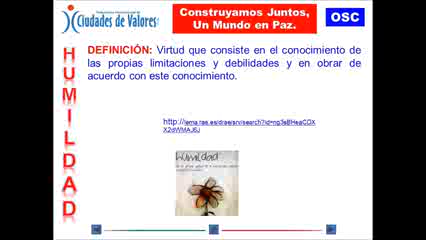 Ciudades de Valores
Construyamos Juntos,
Un Mundo en Paz.
OSC
HUMILDAD
DEFINICIÓN: Virtud que consiste en el conocimiento de
las propias limitaciones y debilidades y en obrar de
acuerdo con este conocimiento.
humildad